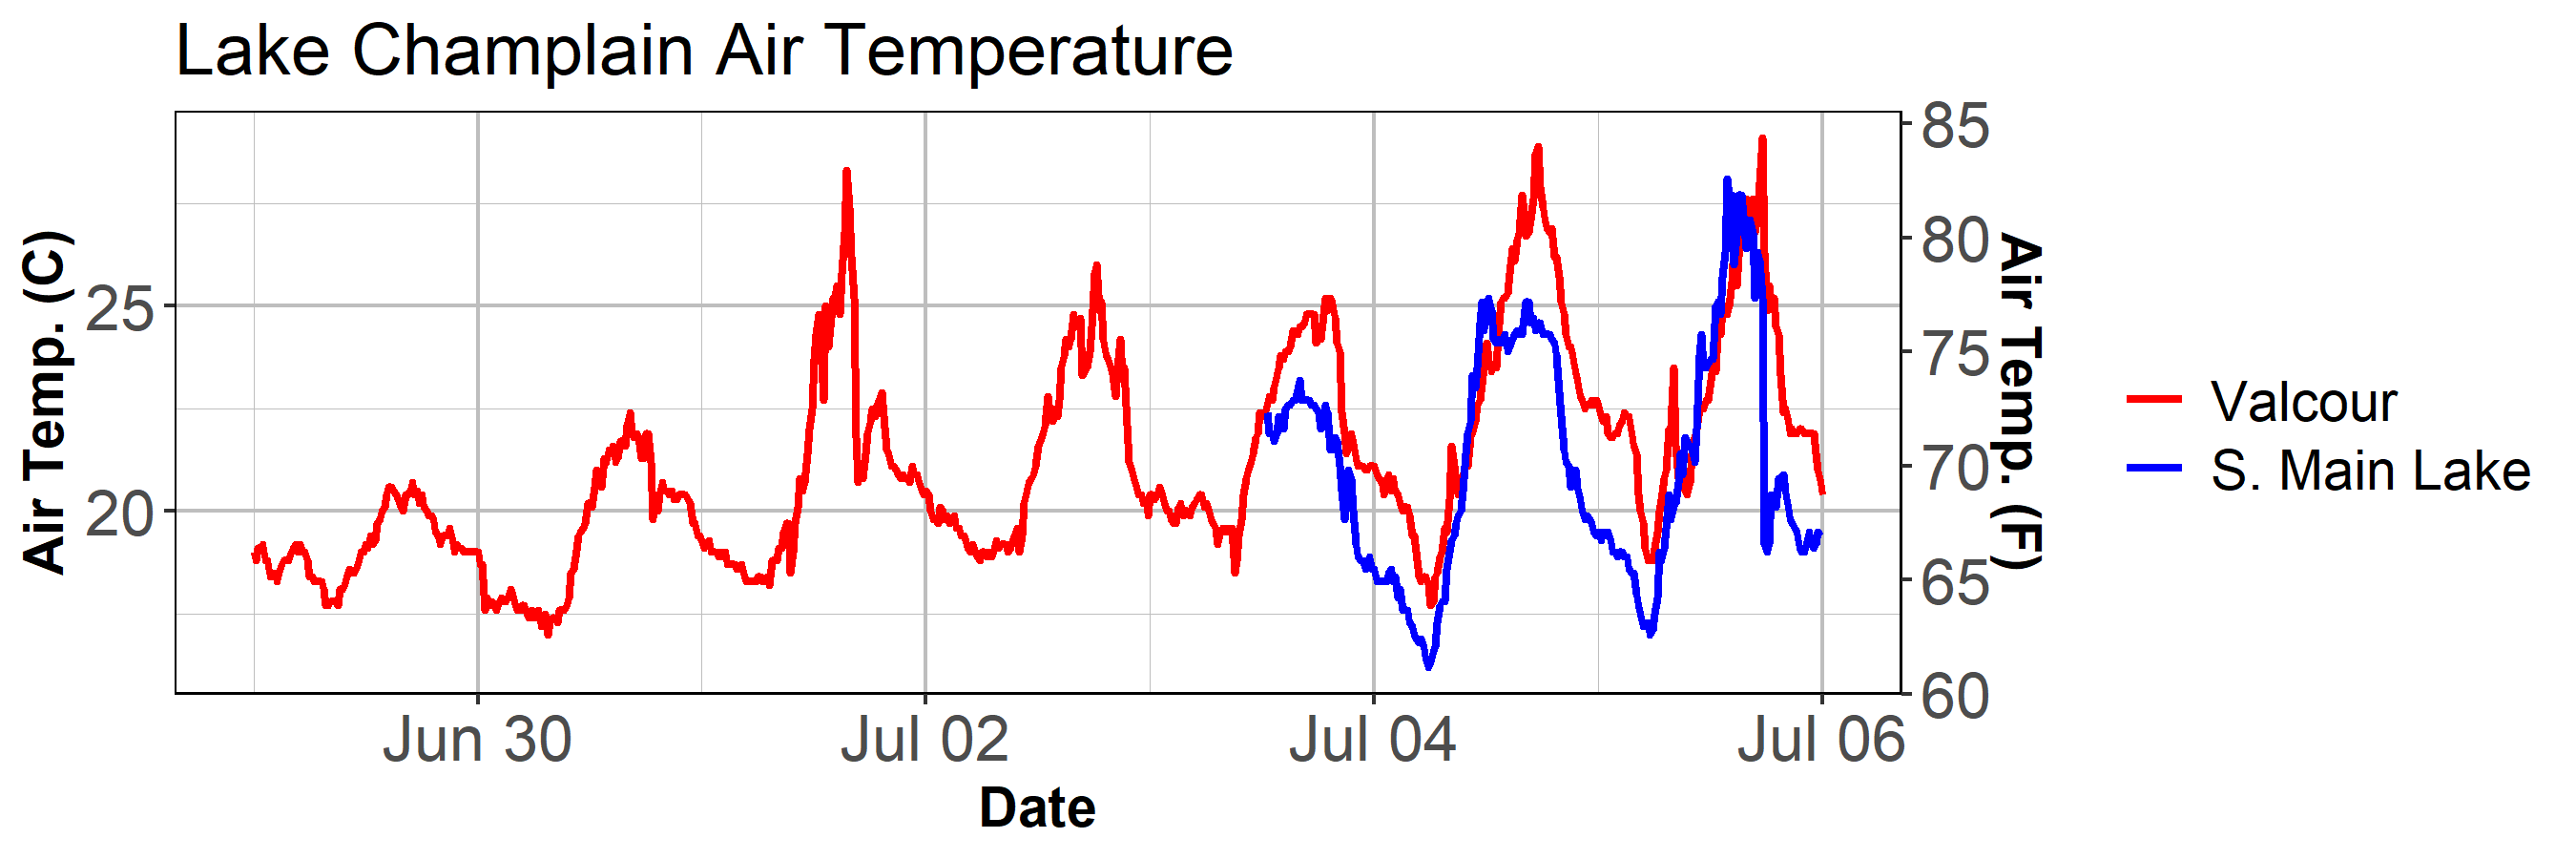 Lake Champlain Air Temperature
Air Temp. (C)
25
20
85
80
75
70
65
60
Air Temp. (F)
Jun 30
Jul 02
Jul 04
Jul 06
Date
Valcour
S. Main Lake